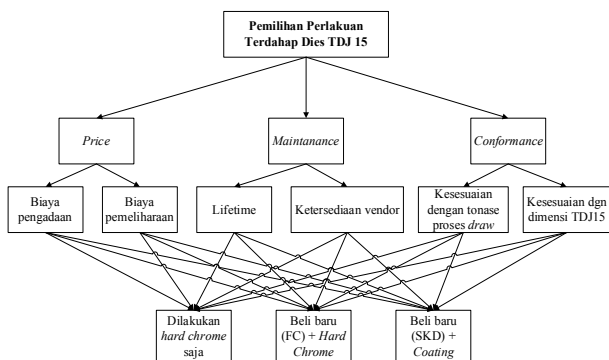 Pemilihan Perlakuan
Terdahap Dies TDJ 15
Price
Maintanance
Conformance
Biaya
pengadaan
Biaya
pemeliharaan
Lifetime
Ketersediaan vendor
Kesesuaian
dengan tonase
proses draw
Kesesuaian dgn
dimensi TDJ15
Dilakukan
hard chrome
saja
Beli baru
(FC) + Hard
Chrome
Beli baru
(SKD) +
Coating